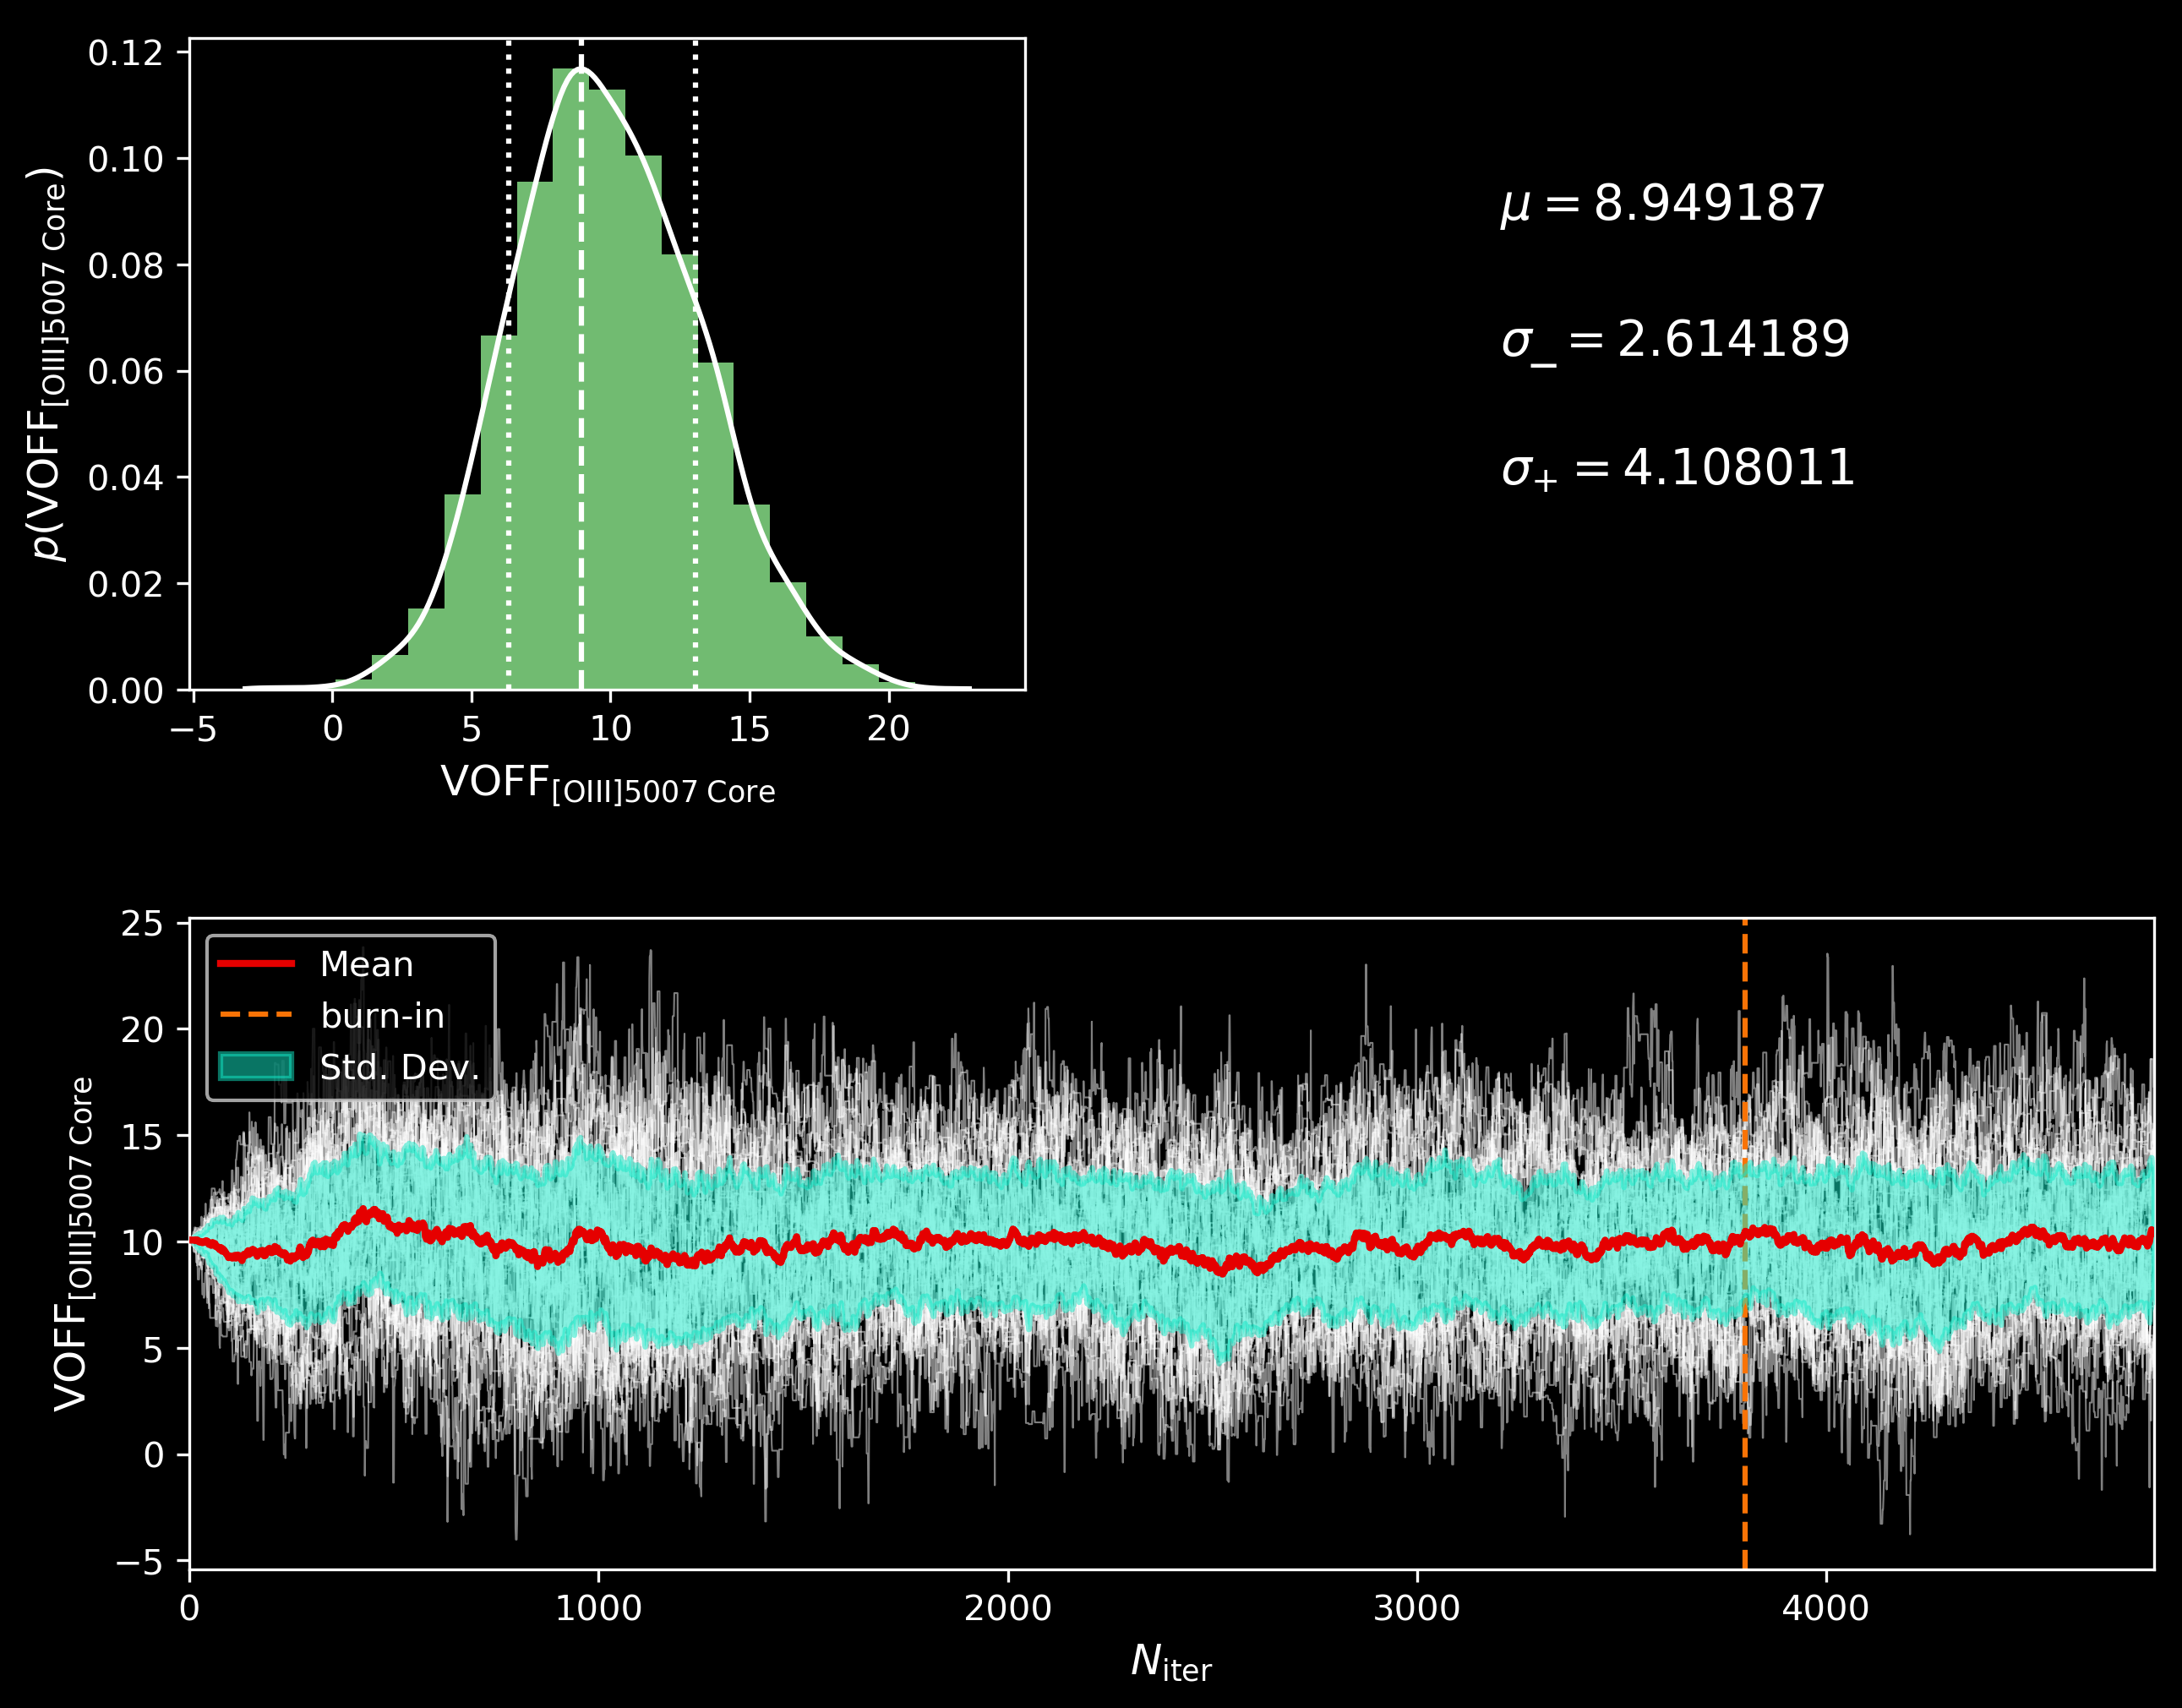 0.12
0.10
0.08
0.06
0.04
0.02
0.00
p(VOFF[OIII]5007 Core)
−5 0 5 10 15 20
VOFF[OIII]5007 Core
μ = 8.949187
σ− = 2.614189
σ+ = 4.108011
25
20
15
10
5
0
−5
VOFF[OIII]5007 Core
Mean
burn-in
Std. Dev.
0 1000 2000 3000 4000
Niter